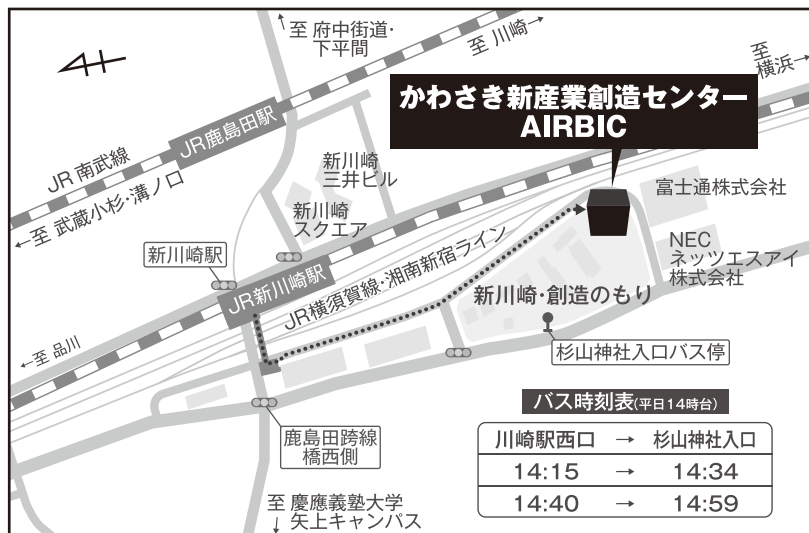 至 府中街道・
下平間
至 川崎
至
横浜
かわさき新産業創造センター
AIRBIC
JR鹿島田駅
JR 南武線
至 武蔵小杉・溝ノ口
新川崎
三井ビル
新川崎
スクエア
富士通株式会社
新川崎駅
NEC
ネッツエスアイ
株式会社
JR新川崎駅
JR横須賀線・湘南新宿ライン
新川崎・創造のもり
至 品川
杉山神社入口バス停
鹿島田跨線
橋西側
至 慶應義塾大学
矢上キャンパス
バス時刻表(平日14時台)
川崎駅西口 → 杉山神社入口
14:15 → 14:34
14:40 → 14:59